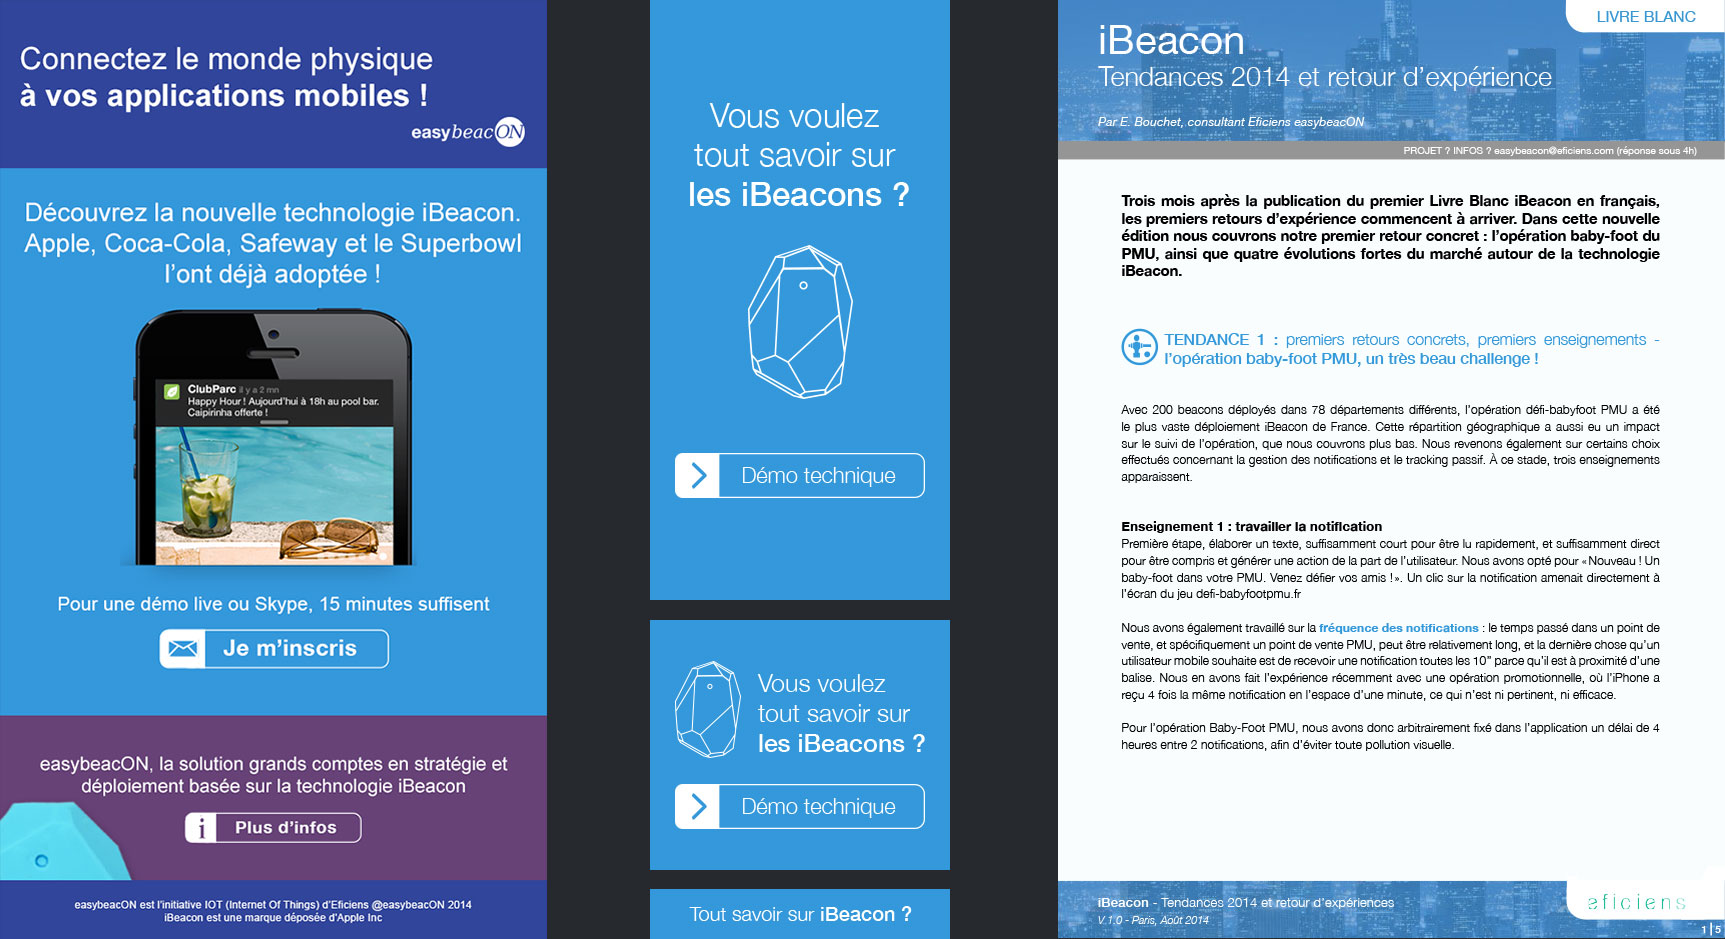 Connectez le monde physique
à vos applications mobiles !
easybeacON
Découvrez la nouvelle technologie iBeacon.
Apple, Coca-Cola, Safeway et le Superbowl
l'ont déjà adoptée !
ClubParc il y a 2 mn
Happy Hour ! Aujourd'hui à 18h au pool bar.
Caipirinha offerte !
Pour une démo live ou Skype, 15 minutes suffisent
Je m'inscris
easybeacON, la solution grands comptes en stratégie et
déploiement basée sur la technologie iBeacon
i Plus d'infos
easybeacON est l'initiative IOT (Internet Of Things) d'Eficiens @easybeacON 2014
iBeacon est une marque déposée d'Apple Inc
Vous voulez
tout savoir sur
les iBeacons ?
Démo technique
Vous voulez
tout savoir sur
les iBeacons ?
Démo technique
Tout savoir sur iBeacon ?
LIVRE BLANC
iBeacon
Tendances 2014 et retour d'expérience
Par E. Bouchet, consultant Eficiens easybeacON
PROJET ? INFOS ? easybeacon@eficiens.com (réponse sous 4h)
Trois mois après la publication du premier Livre Blanc iBeacon en français,
les premiers retours d'expérience commencent à arriver. Dans cette nouvelle
édition nous couvrons notre premier retour concret : l'opération baby-foot du
PMU, ainsi que quatre évolutions fortes du marché autour de la technologie
iBeacon.
TENDANCE 1 : premiers retours concrets, premiers enseignements -
l'opération baby-foot PMU, un très beau challenge !
Avec 200 beacons déployés dans 78 départements différents, l'opération défi-babyfoot PMU a été
le plus vaste déploiement iBeacon de France. Cette répartition géographique a aussi eu un impact
sur le suivi de l'opération, que nous couvrons plus bas. Nous revenons également sur certains choix
effectués concernant la gestion des notifications et le tracking passif. À ce stade, trois enseignements
apparaissent.
Enseignement 1 : travailler la notification
Première étape, élaborer un texte, suffisamment court pour être lu rapidement, et suffisamment direct
pour être compris et générer une action de la part de l'utilisateur. Nous avons opté pour « Nouveau ! Un
baby-foot dans votre PMU. Venez défier vos amis ! ». Un clic sur la notification amenait directement à
l'écran du jeu defi-babyfootpmu.fr
Nous avons également travaillé sur la fréquence des notifications : le temps passé dans un point de
vente, et spécifiquement un point de vente PMU, peut être relativement long, et la dernière chose qu'un
utilisateur mobile souhaite est de recevoir une notification toutes les 10" parce qu'il est à proximité d'une
balise. Nous en avons fait l'expérience récemment avec une opération promotionnelle, où l'iPhone a
reçu 4 fois la même notification en l'espace d'une minute, ce qui n'est ni pertinent, ni efficace.
Pour l'opération Baby-Foot PMU, nous avons donc arbitrairement fixé dans l'application un délai de 4
heures entre 2 notifications, afin d'éviter toute pollution visuelle.
iBeacon - Tendances 2014 et retour d'expériences
V.1.0 - Paris, Août 2014
eficiens
1 | 5